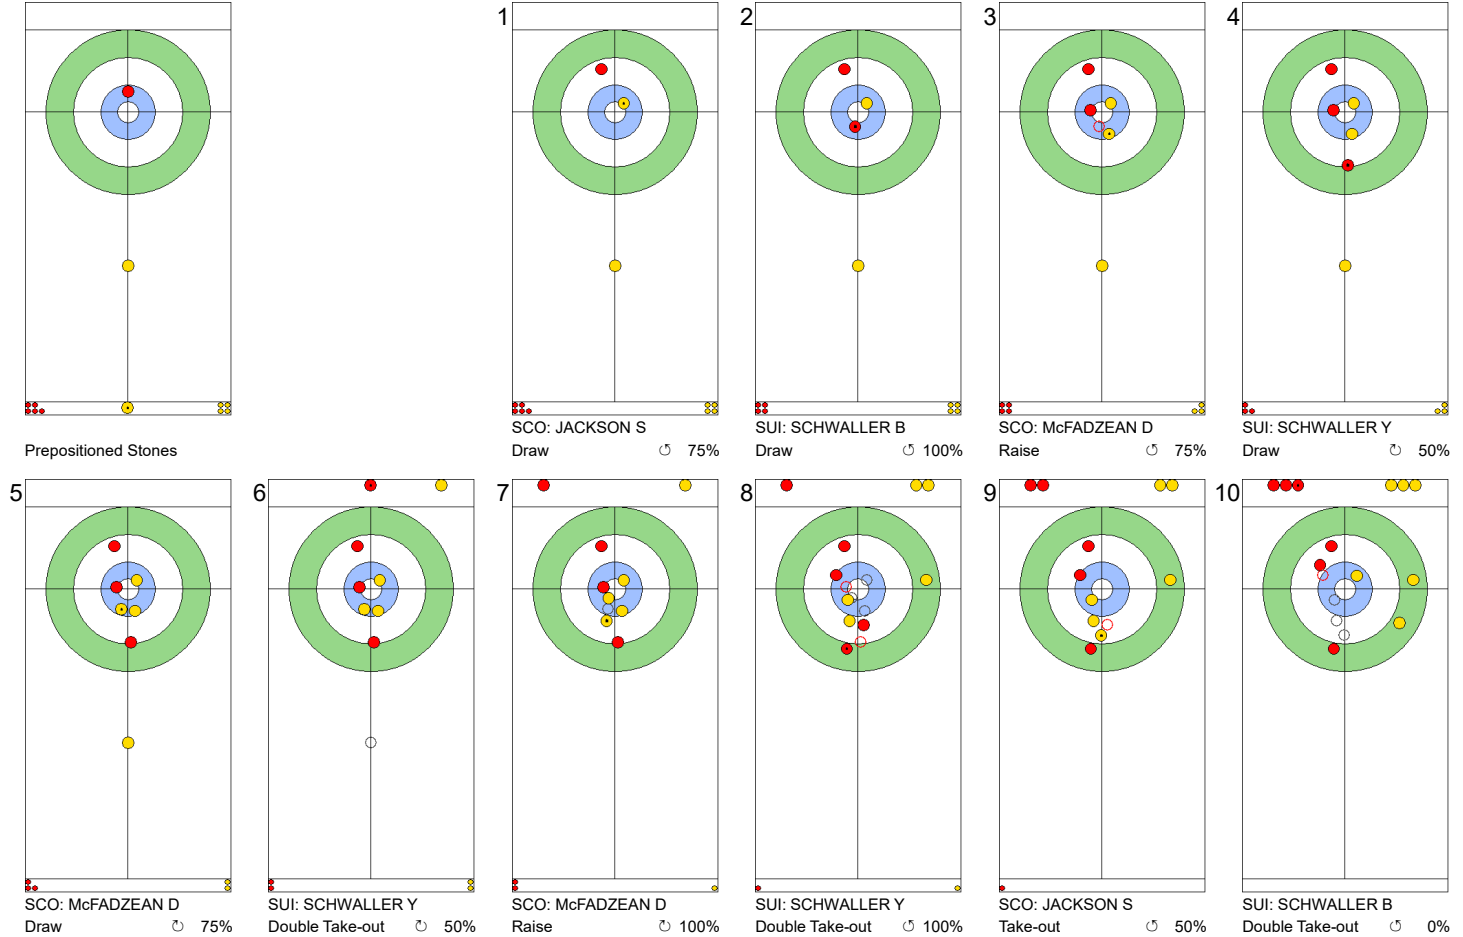 1
2
3
4
Prepositioned Stones
SCO: JACKSON S
Draw ↺ 75%
SUI: SCHWALLER B
Draw ↺ 100%
SCO: McFADZEAN D
Raise ↺ 75%
SUI: SCHWALLER Y
Draw ↻ 50%
5
6
7
8
9
10
SCO: McFADZEAN D
Draw ↻ 75%
SUI: SCHWALLER Y
Double Take-out ↻ 50%
SCO: McFADZEAN D
Raise ↻ 100%
SUI: SCHWALLER Y
Double Take-out ↺ 100%
SCO: JACKSON S
Take-out ↺ 50%
SUI: SCHWALLER B
Double Take-out ↺ 0%